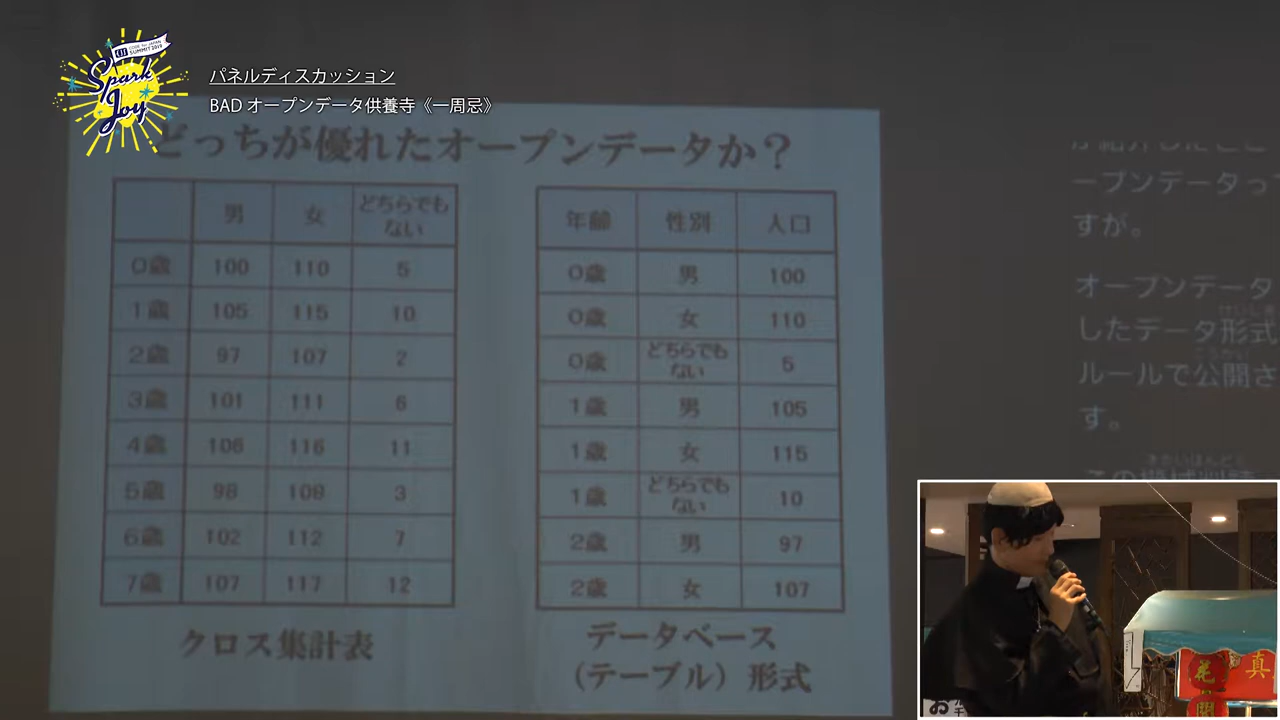 CODE for JAPAN
SUMMIT 2019
Spark
Joy
パネルディスカッション
BAD オープンデータ供養寺《一周忌》
どっちが優れたオープンデータか？
男 女 どちらでもない
0歳 100 110 5
1歳 105 115 10
2歳 97 107 2
3歳 101 111 6
4歳 106 116 11
5歳 98 108 3
6歳 102 112 7
7歳 107 117 12
クロス集計表
年齢 性別 人口
0歳 男 100
0歳 女 110
0歳 どちらでもない 5
1歳 男 105
1歳 女 115
1歳 どちらでもない 10
2歳 男 97
2歳 女 107
データベース
（テーブル）形式
ープンデータっ
すが。
オープンデータ
したデータ形式
ルールで公開さ
す。
お
花
真
開